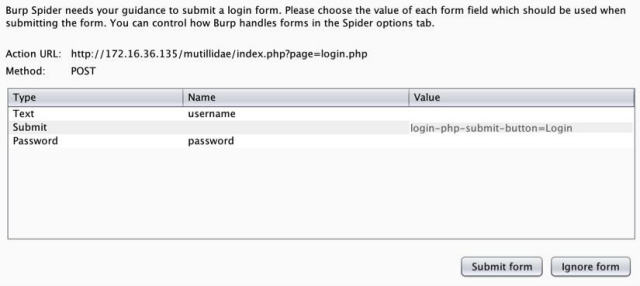 Burp Spider needs your guidance to submit a login form. Please choose the value of each form field which should be used when
submitting the form. You can control how Burp handles forms in the Spider options tab.
Action URL: http://172.16.36.135/mutillidae/index.php?page=login.php
Method: POST
Type Name Value
Text username
Submit login-php-submit-button=Login
Password password
Submit form Ignore form